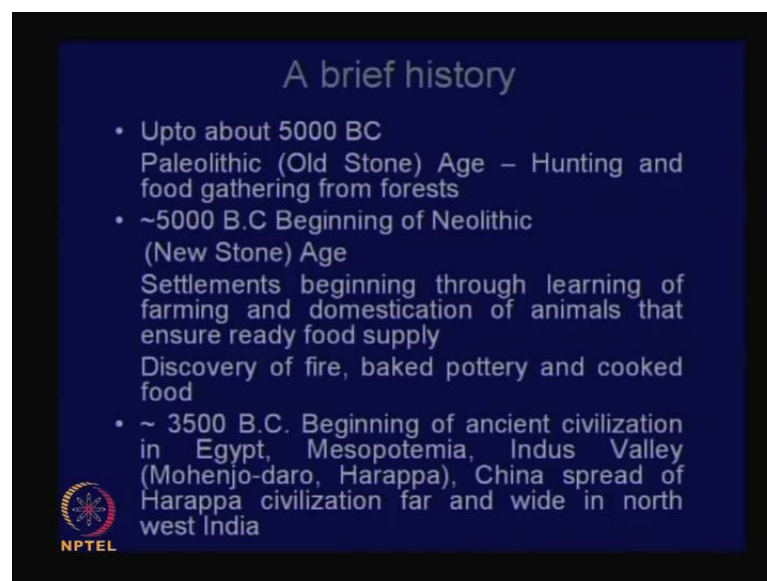 A brief history
• Upto about 5000 BC
Paleolithic (Old Stone) Age – Hunting and
food gathering from forests
• ~5000 B.C Beginning of Neolithic
(New Stone) Age
Settlements beginning through learning of
farming and domestication of animals that
ensure ready food supply
Discovery of fire, baked pottery and cooked
food
• ~ 3500 B.C. Beginning of ancient civilization
in Egypt, Mesopotemia, Indus Valley
(Mohenjo-daro, Harappa), China spread of
Harappa civilization far and wide in north
west India
NPTEL